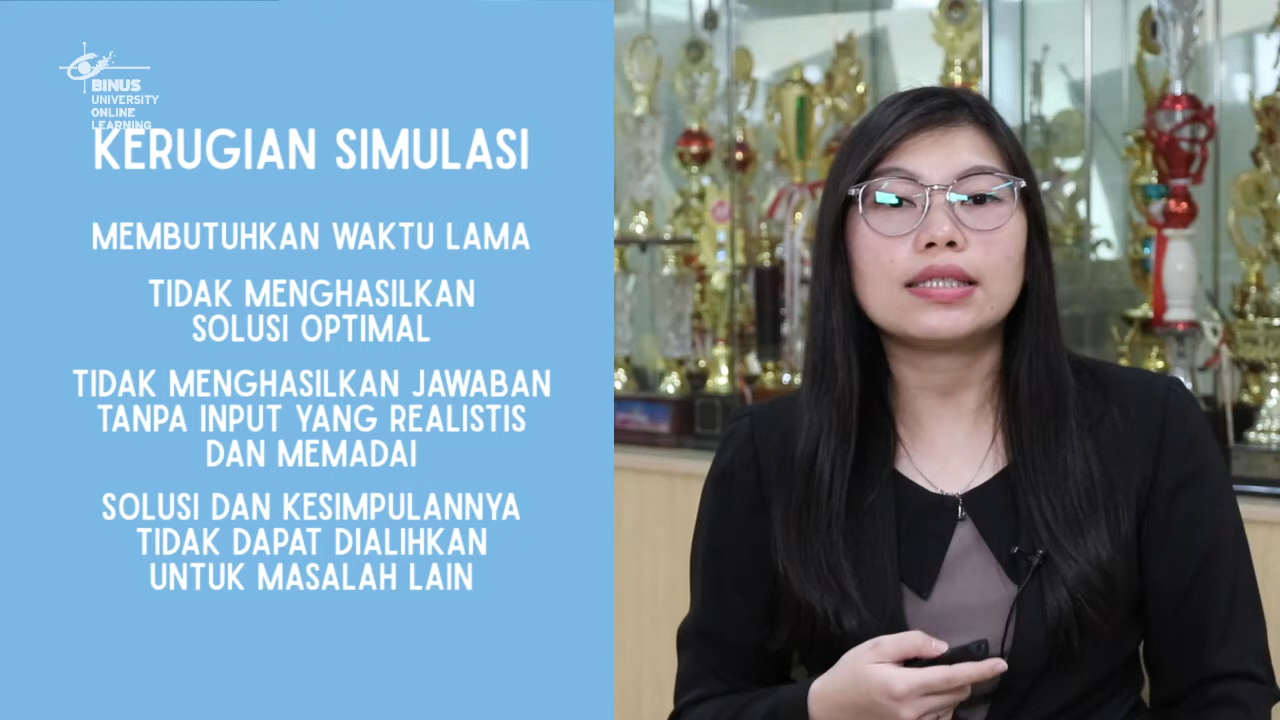 BINUS
UNIVERSITY
ONLINE
LEARNING
KERUGIAN SIMULASI
MEMBUTUHKAN WAKTU LAMA
TIDAK MENGHASILKAN
SOLUSI OPTIMAL
TIDAK MENGHASILKAN JAWABAN
TANPA INPUT YANG REALISTIS
DAN MEMADAI
SOLUSI DAN KESIMPULANNYA
TIDAK DAPAT DIALIHKAN
UNTUK MASALAH LAIN